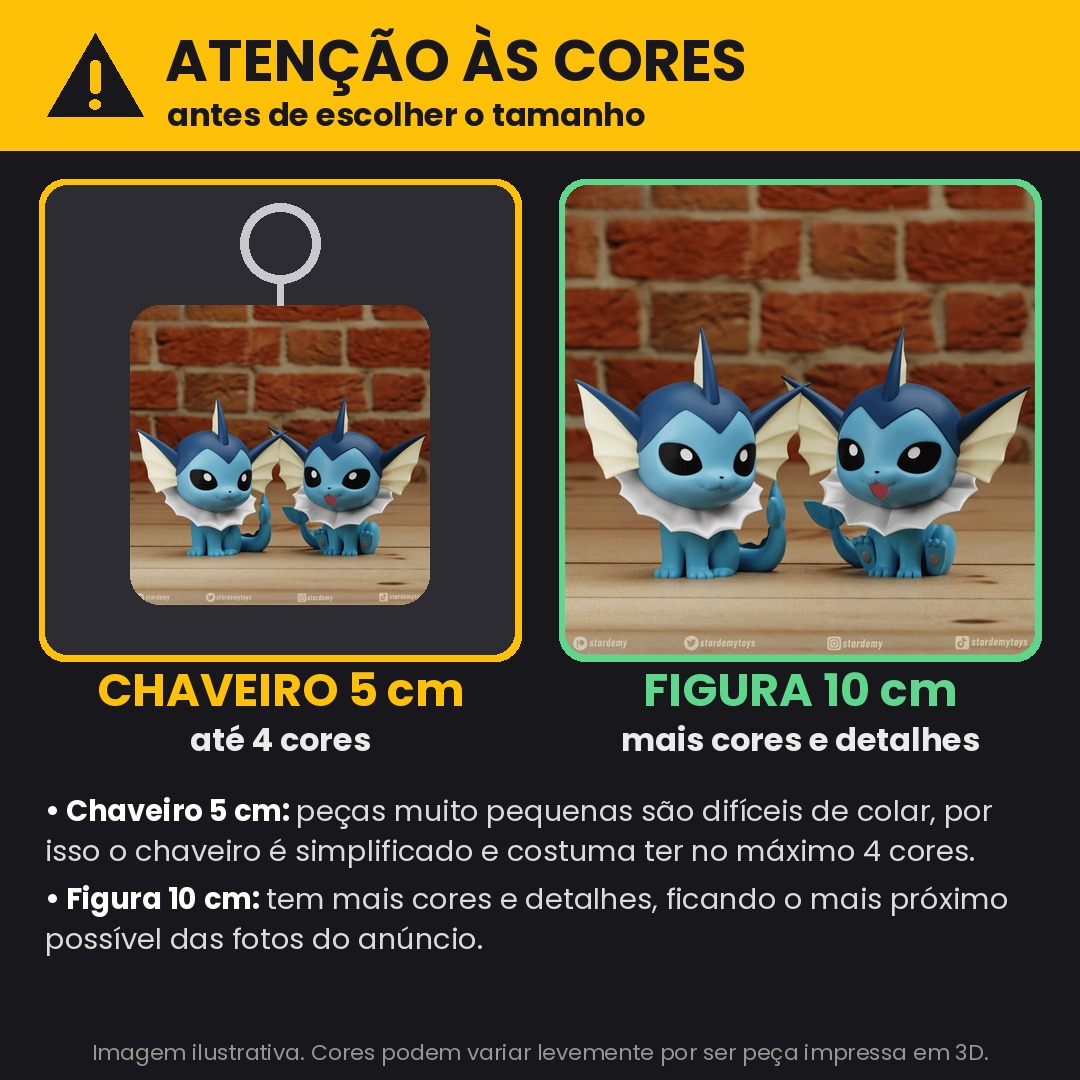 ATENÇÃO ÀS CORES
antes de escolher o tamanho
stardemy
stardemytoys
stardemy
stardemy
stardemytoys
stardemy
stardemytoys
CHAVEIRO 5 cm
até 4 cores
FIGURA 10 cm
mais cores e detalhes
• Chaveiro 5 cm: peças muito pequenas são difíceis de colar, por
isso o chaveiro é simplificado e costuma ter no máximo 4 cores.
• Figura 10 cm: tem mais cores e detalhes, ficando o mais próximo
possível das fotos do anúncio.
Imagem ilustrativa. Cores podem variar levemente por ser peça impressa em 3D.